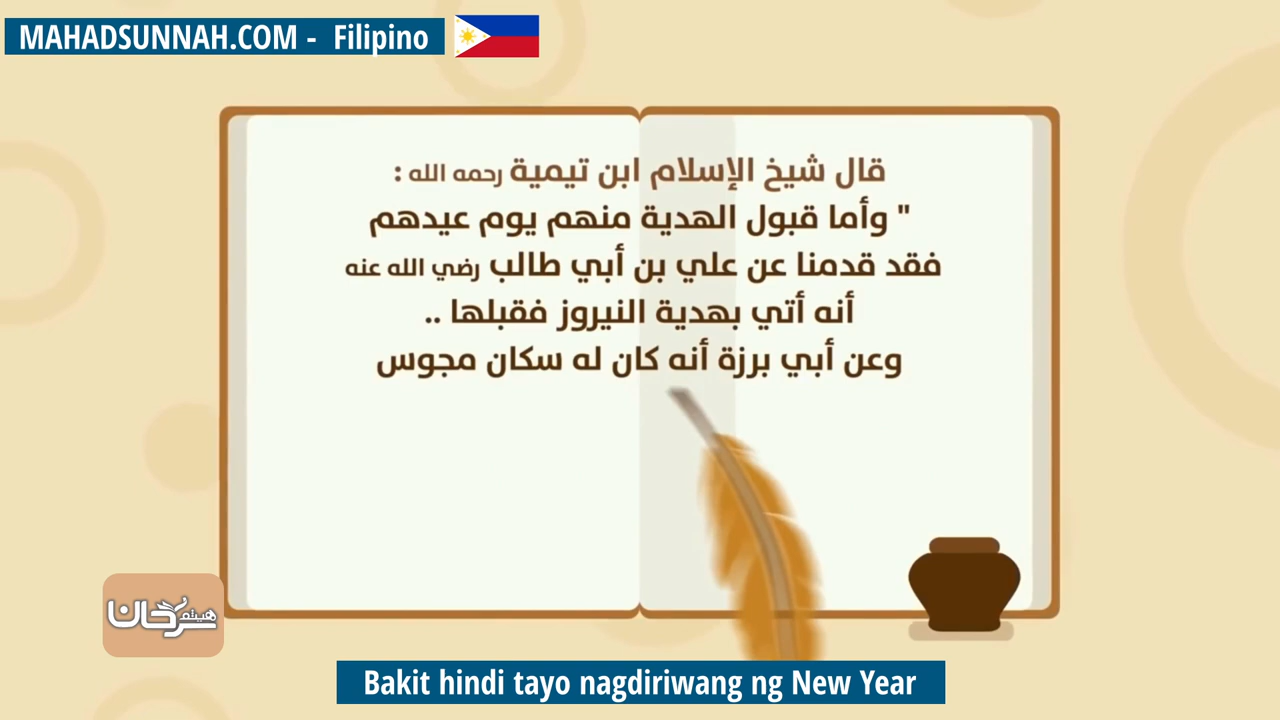 MAHADSUNNAH.COM - Filipino
قال شيخ الإسلام ابن تيمية رحمه الله :
" وأما قبول الهدية منهم يوم عيدهم
فقد قدمنا عن علي بن أبي طالب رضي الله عنه
أنه أتي بهدية النيروز فقبلها ..
وعن أبي برزة أنه كان له سكان مجوس
هيثم سرحان
Bakit hindi tayo nagdiriwang ng New Year